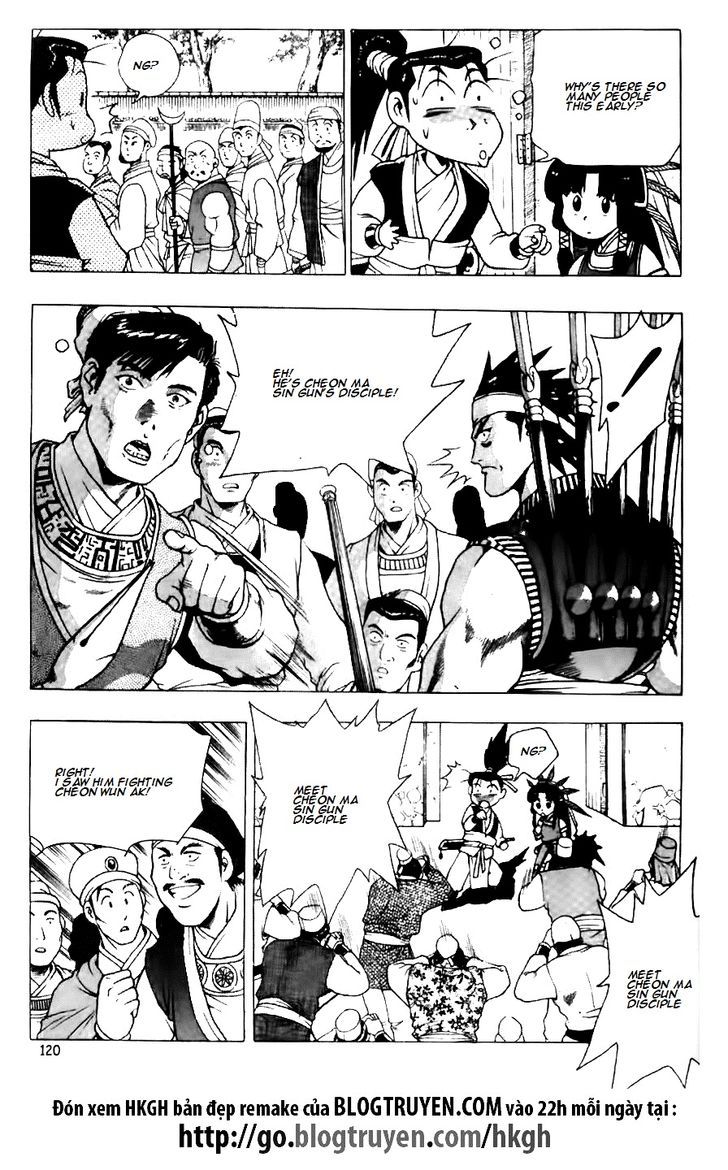 NG?
WHY'S THERE SO
MANY PEOPLE
THIS EARLY?
EH!
HE'S CHEON MA
SIN GUN'S DISCIPLE!
!
RIGHT!
I SAW HIM FIGHTING
CHEON WUN AK!
MEET
CHEON MA
SIN GUN
DISCIPLE
NG?
MEET
CHEON MA
SIN GUN
DISCIPLE
120
Đón xem HKGH bản đẹp remake của BLOGTRUYEN.COM vào 22h mỗi ngày tại :
http://go.blogtruyen.com/hkgh